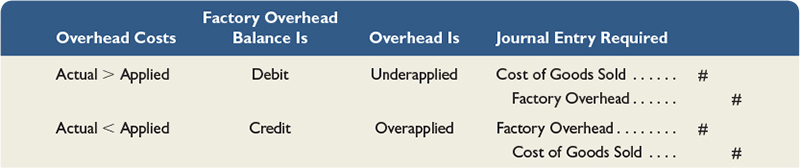 Factory Overhead
Overhead Costs Balance Is Overhead Is Journal Entry Required
Actual > Applied Debit Underapplied Cost of Goods Sold . . . . . . #
Factory Overhead . . . . . . #
Actual < Applied Credit Overapplied Factory Overhead . . . . . . . . #
Cost of Goods Sold . . . . #